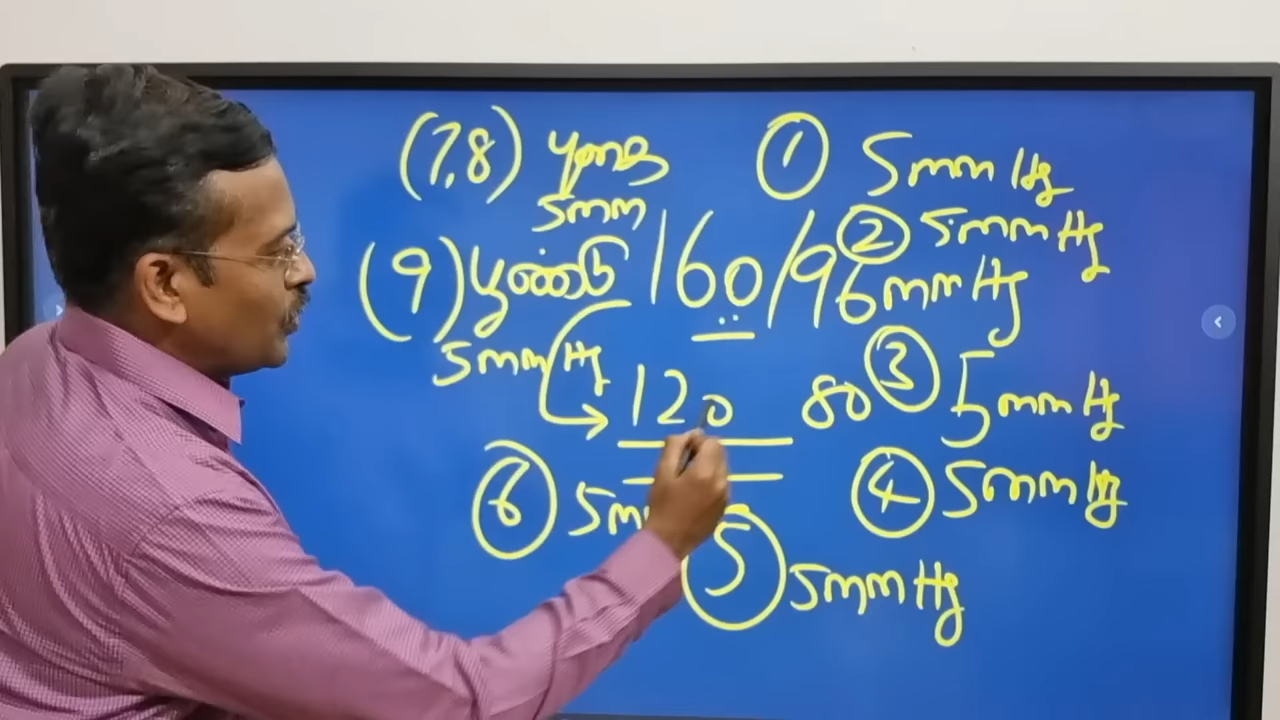 (7,8) யோகா ① 5mm Hg
5mm
② 5mm Hg
(9) பூண்டு 160/96mm Hg
5mm Hg
120 80 ③ 5mm Hg
④ 5mm Hg
⑥ 5m
⑤ 5mm Hg